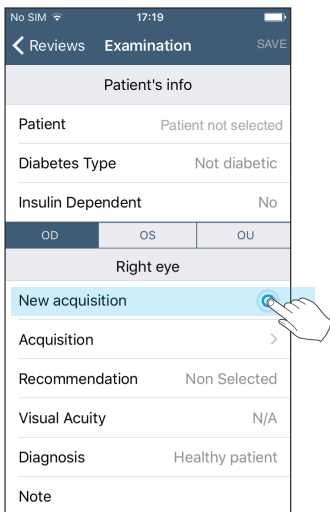 No SIM 17:19
Reviews Examination SAVE
Patient's info
Patient Patient not selected
Diabetes Type Not diabetic
Insulin Dependent No
OD OS OU
Right eye
New acquisition
Acquisition
Recommendation Non Selected
Visual Acuity N/A
Diagnosis Healthy patient
Note